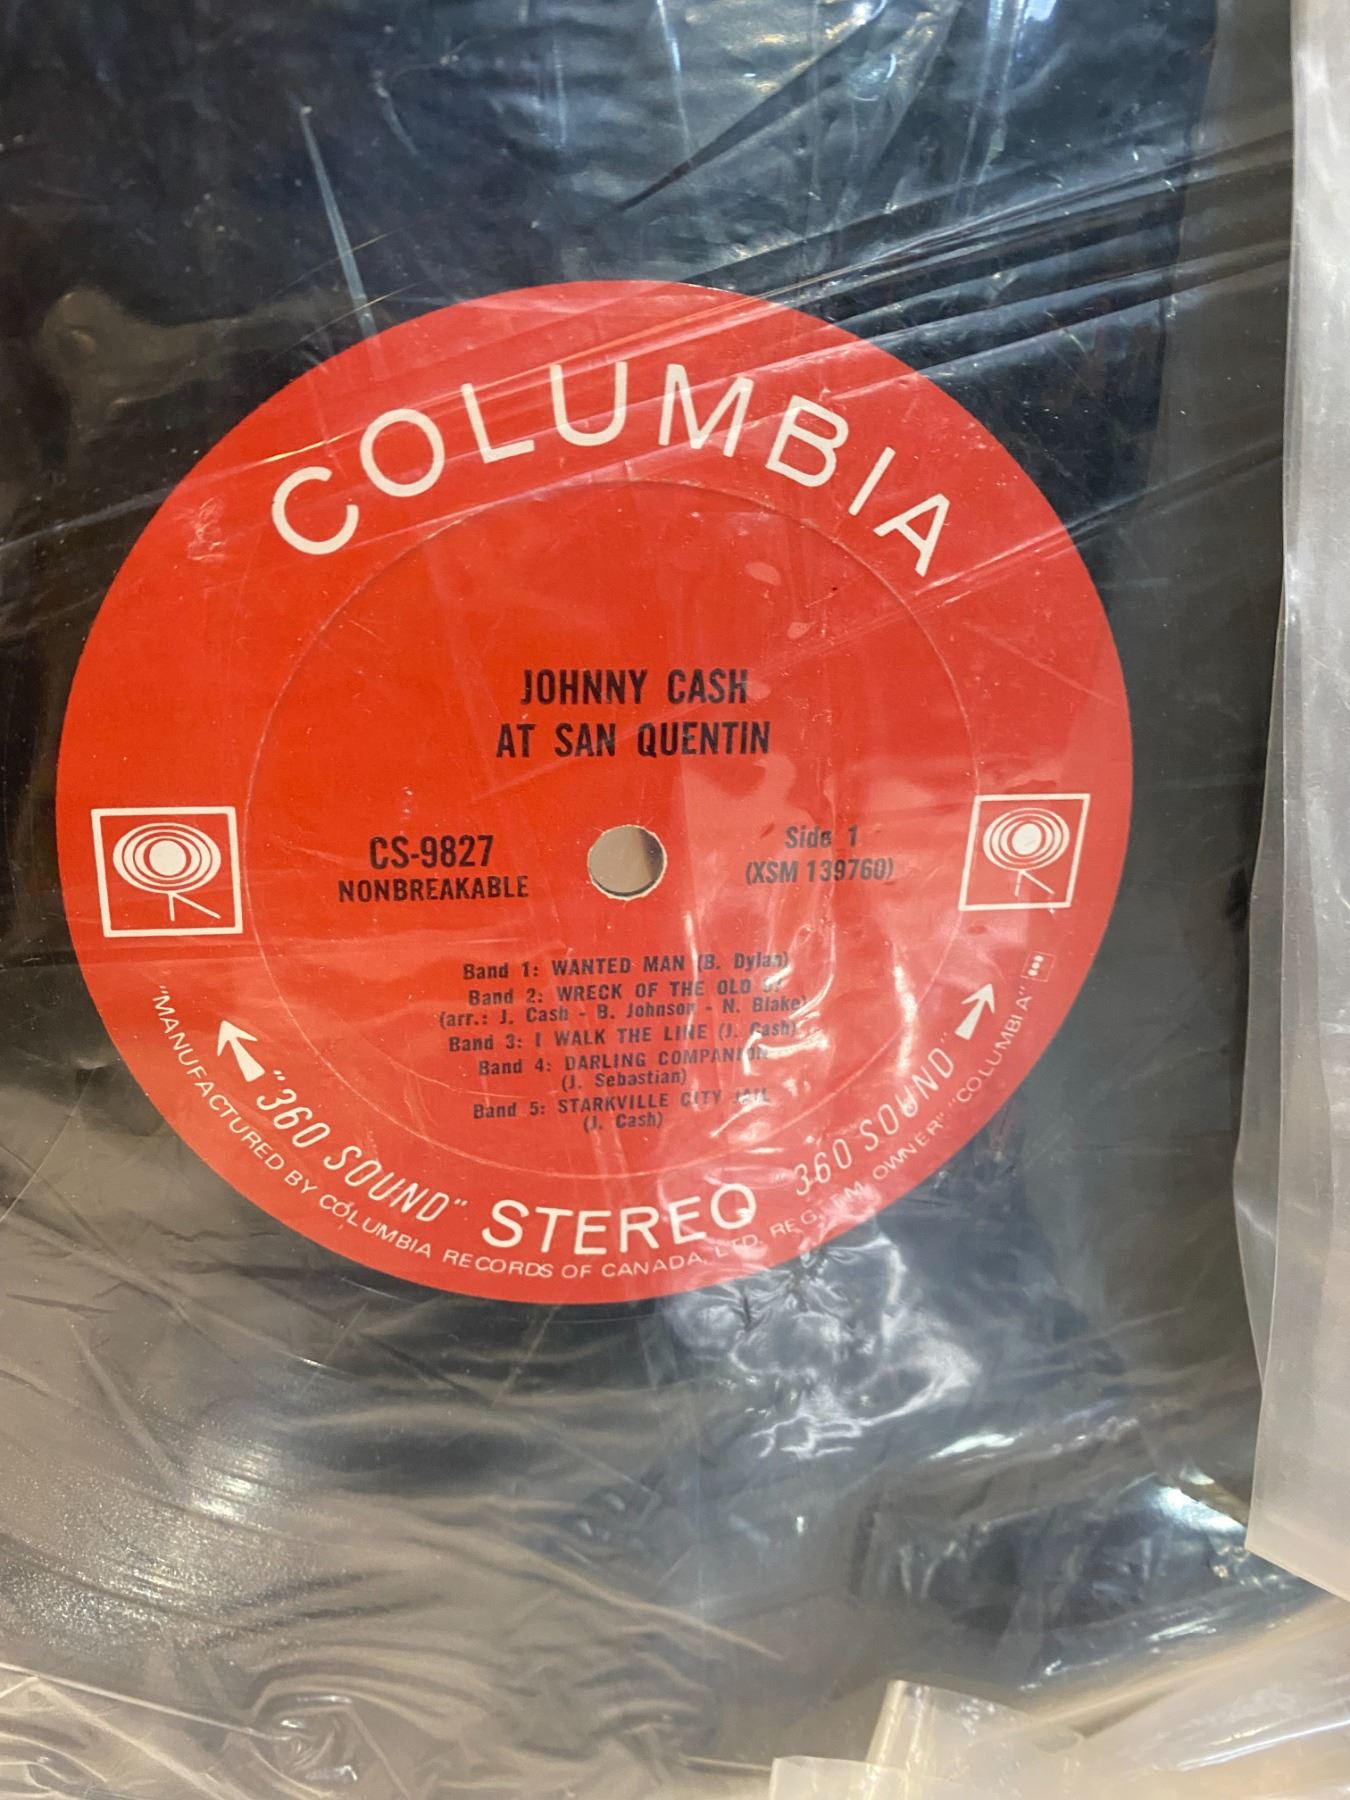 COLUMBIA
JOHNNY CASH
AT SAN QUENTIN
CS-9827
NONBREAKABLE
Side 1
(XSM 139760)
Band 1: WANTED MAN (B. Dylan)
Band 2: WRECK OF THE OLD 97
(arr.: J. Cash - B. Johnson - N. Blake)
Band 3: I WALK THE LINE (J. Cash)
Band 4: DARLING COMPANION
(J. Sebastian)
Band 5: STARKVILLE CITY JAIL
(J. Cash)
"360 SOUND" STEREO "360 SOUND"
"MANUFACTURED BY COLUMBIA RECORDS OF CANADA, LTD. REG. T.M. OWNER" "COLUMBIA"